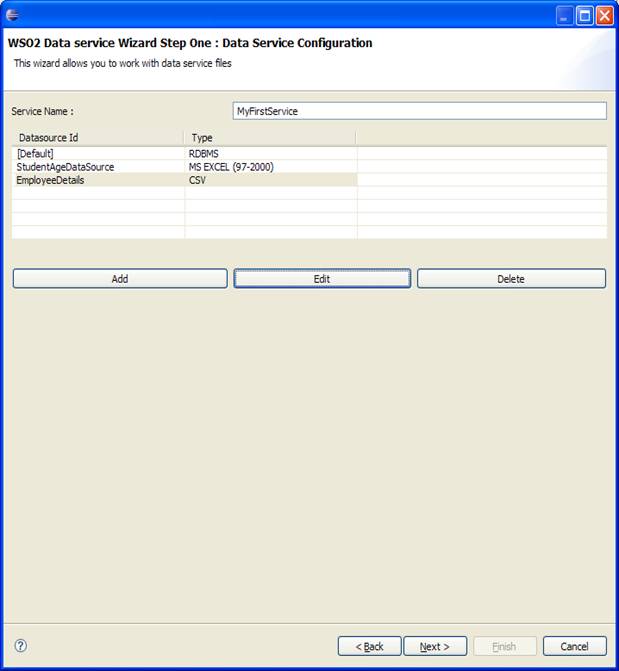 WSO2 Data service Wizard Step One : Data Service Configuration
This wizard allows you to work with data service files
Service Name : MyFirstService
Datasource Id Type
[Default] RDBMS
StudentAgeDataSource MS EXCEL (97-2000)
EmployeeDetails CSV
Add Edit Delete
? < Back Next > Finish Cancel